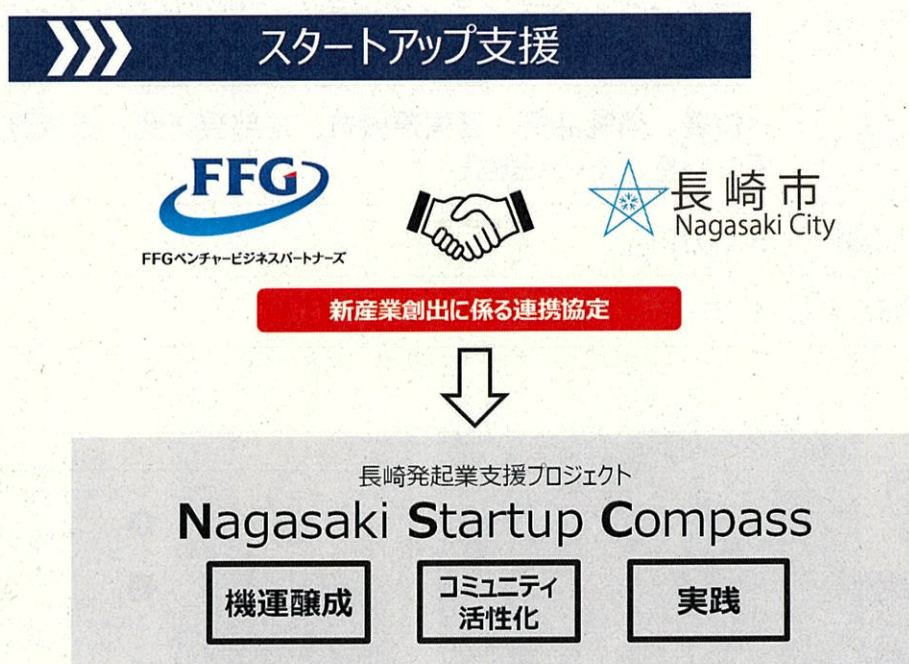 スタートアップ支援
FFG
FFGベンチャービジネスパートナーズ
長崎市
Nagasaki City
新産業創出に係る連携協定
長崎発起業支援プロジェクト
Nagasaki Startup Compass
機運醸成
コミュニティ
活性化
実践